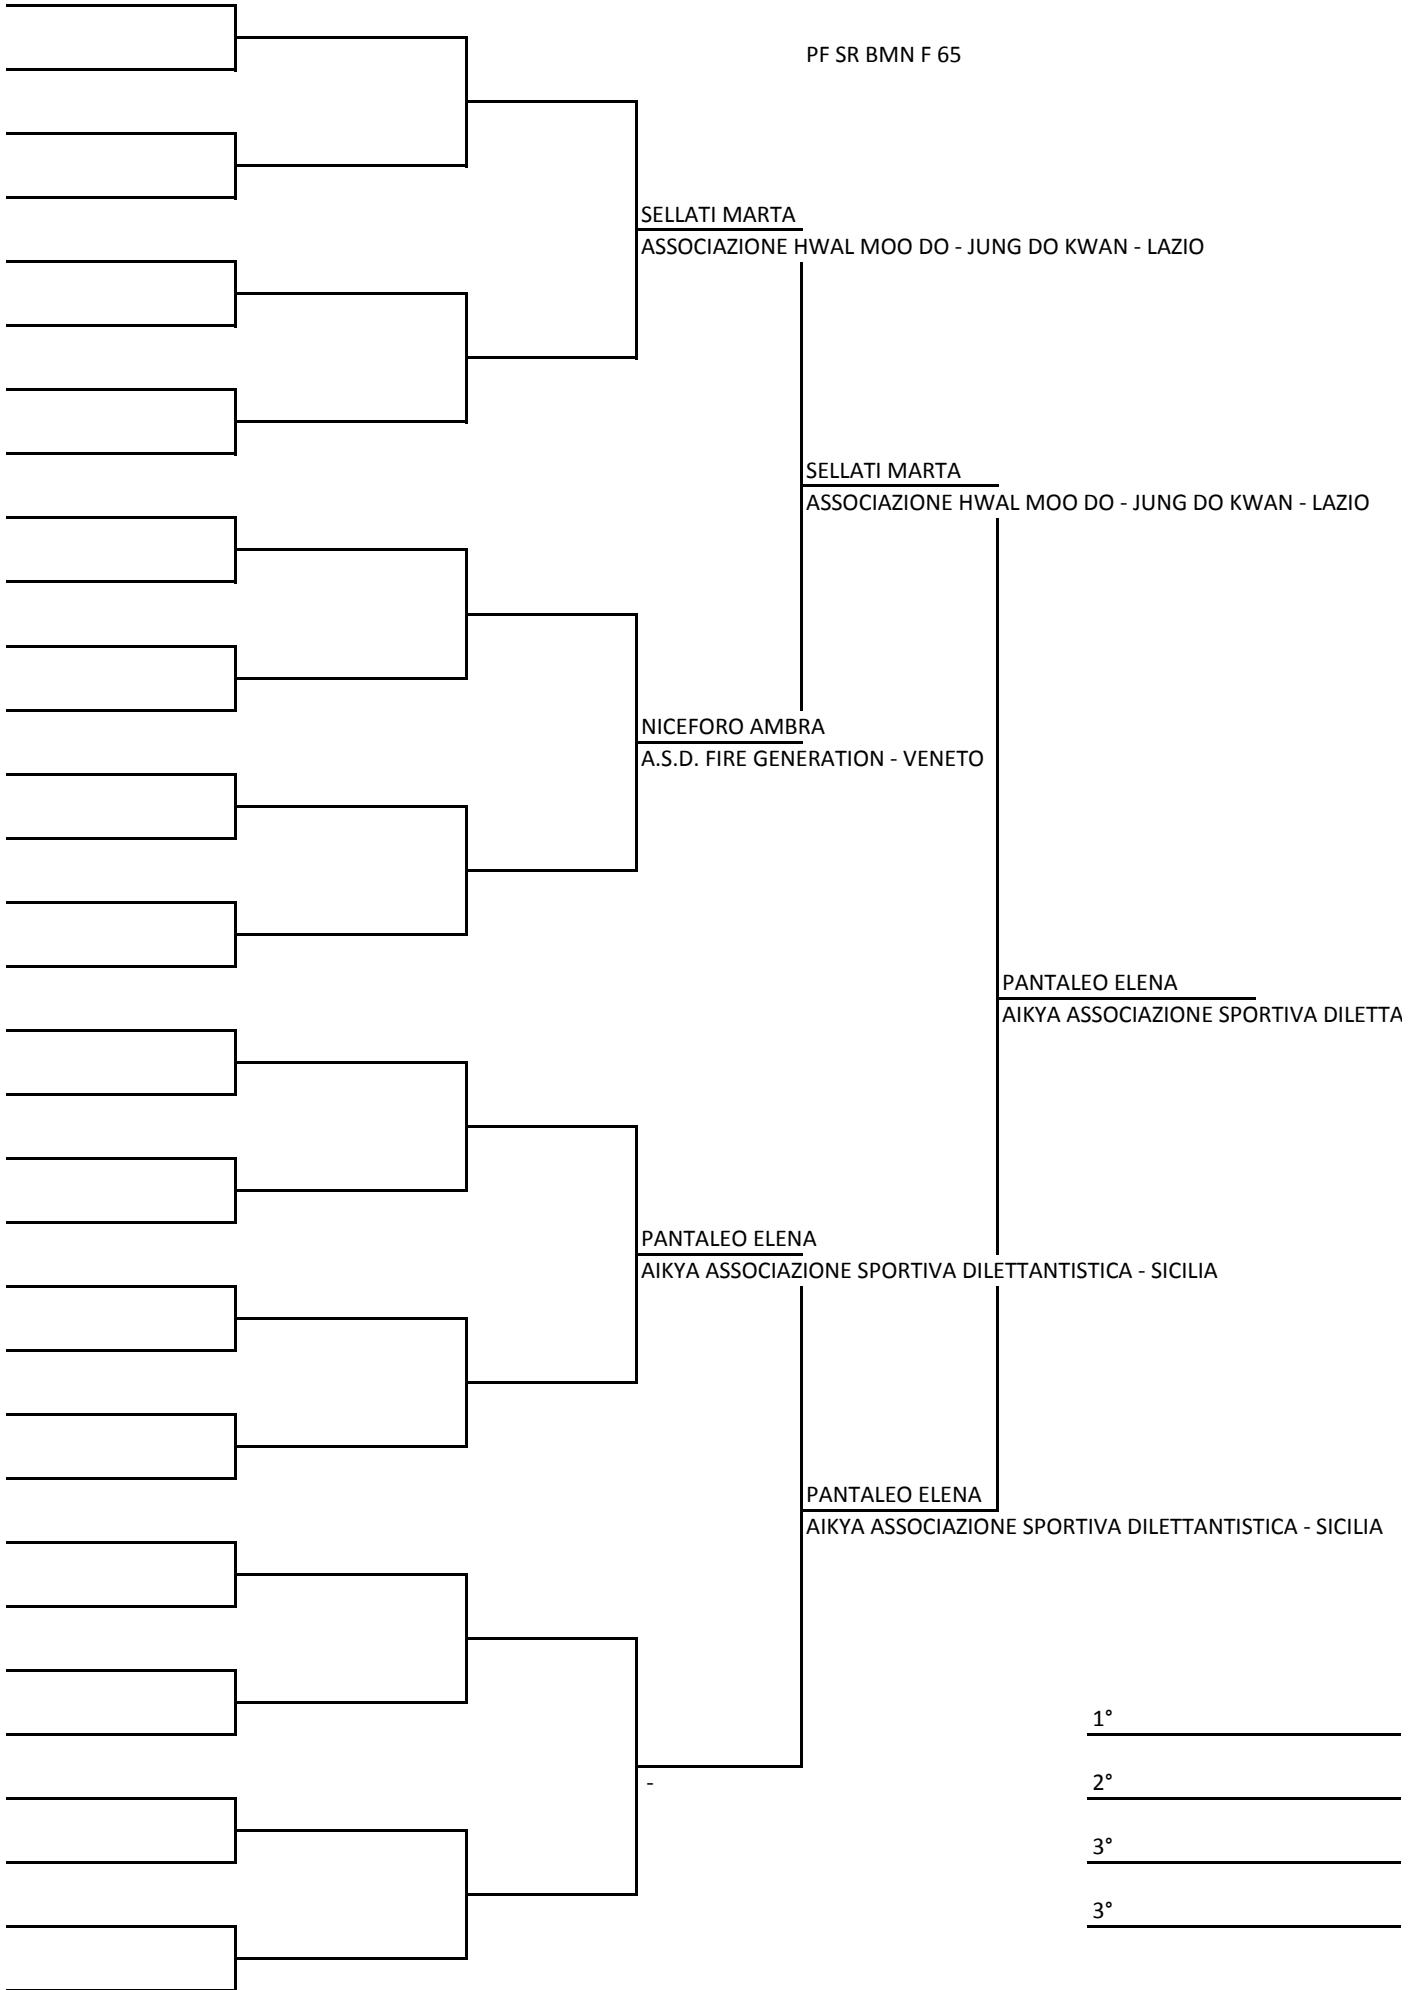 PF SR BMN F 65
SELLATI MARTA
ASSOCIAZIONE HWAL MOO DO - JUNG DO KWAN - LAZIO
SELLATI MARTA
ASSOCIAZIONE HWAL MOO DO - JUNG DO KWAN - LAZIO
NICEFORO AMBRA
A.S.D. FIRE GENERATION - VENETO
PANTALEO ELENA
AIKYA ASSOCIAZIONE SPORTIVA DILETTA
PANTALEO ELENA
AIKYA ASSOCIAZIONE SPORTIVA DILETTANTISTICA - SICILIA
PANTALEO ELENA
AIKYA ASSOCIAZIONE SPORTIVA DILETTANTISTICA - SICILIA
1°
-
2°
3°
3°